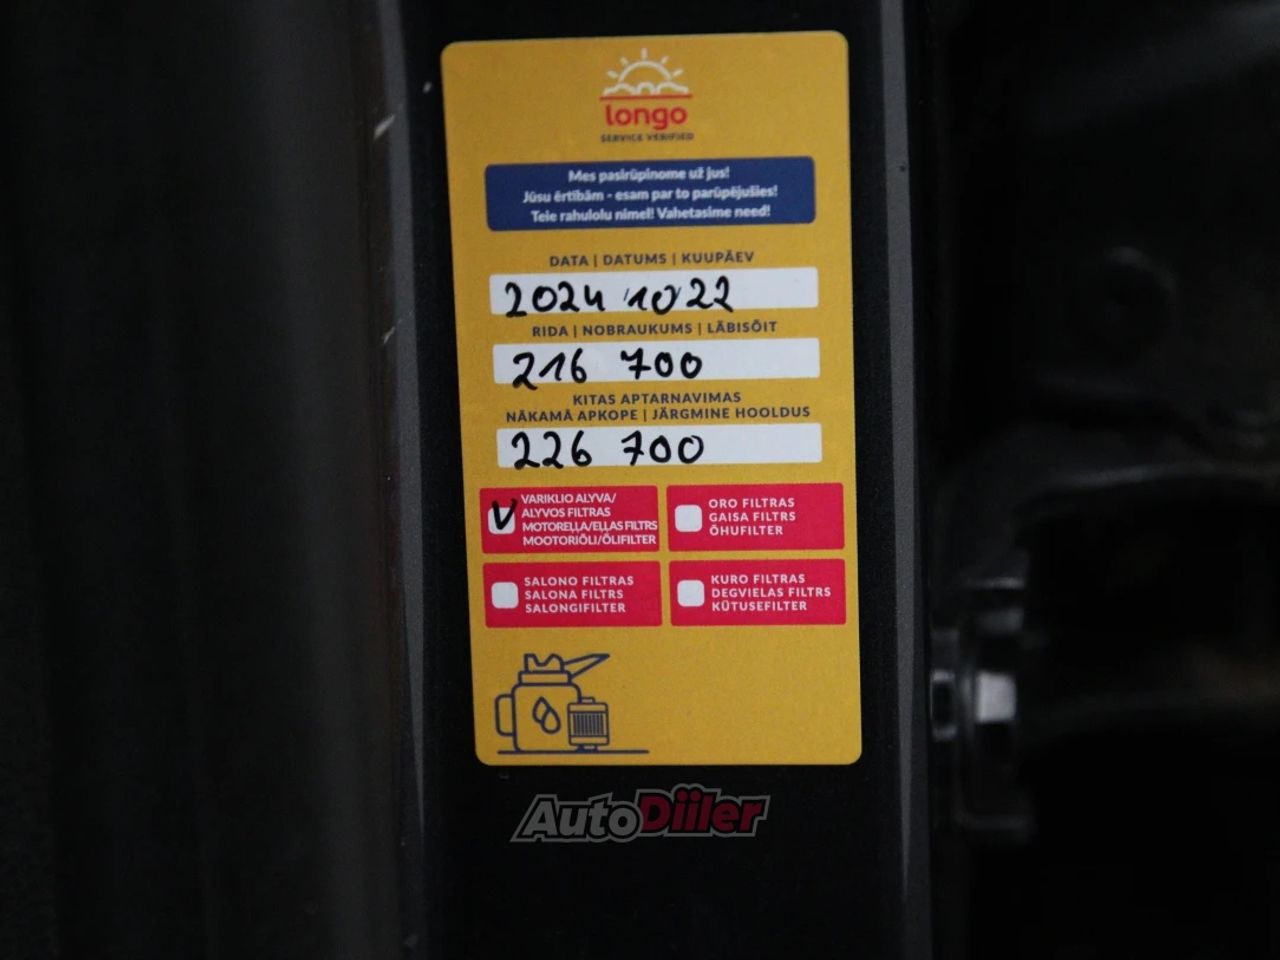 longo
SERVICE VERIFIED
Mes pasirūpinome už jus!
Jūsu ērtībām - esam par to parūpējušies!
Teie rahulolu nimel! Vahetasime need!
DATA | DATUMS | KUUPÄEV
2024 10 22
RIDA | NOBRAUKUMS | LÄBISÕIT
216 700
KITAS APTARNAVIMAS
NĀKAMĀ APKOPE | JÄRGMINE HOOLDUS
226 700
V
VARIKLIO ALYVA/
ALYVOS FILTRAS
MOTOREĻĻA/EĻĻAS FILTRS
MOOTORIÕLI/ÕLIFILTER
ORO FILTRAS
GAISA FILTRS
ÕHUFILTER
SALONO FILTRAS
SALONA FILTRS
SALONGIFILTER
KURO FILTRAS
DEGVIELAS FILTRS
KÜTUSEFILTER
AutoDiiler